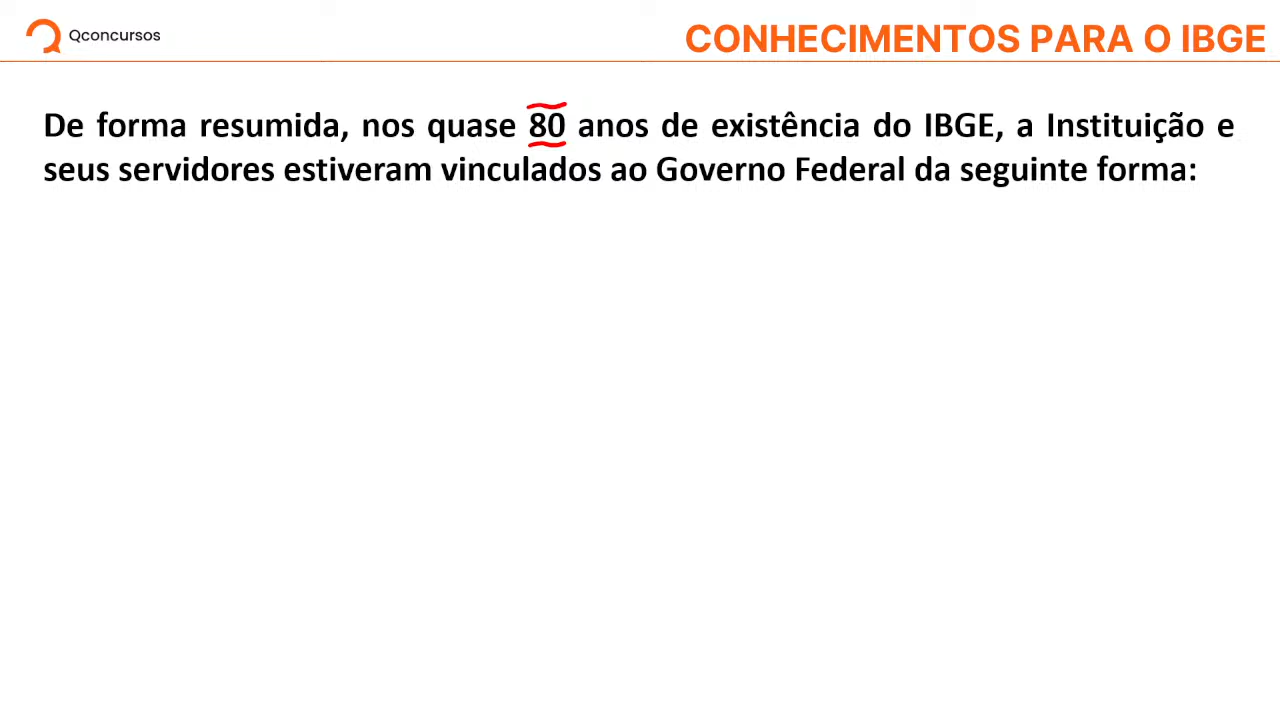 Qconcursos
CONHECIMENTOS PARA O IBGE
De forma resumida, nos quase 80 anos de existência do IBGE, a Instituição e
seus servidores estiveram vinculados ao Governo Federal da seguinte forma: